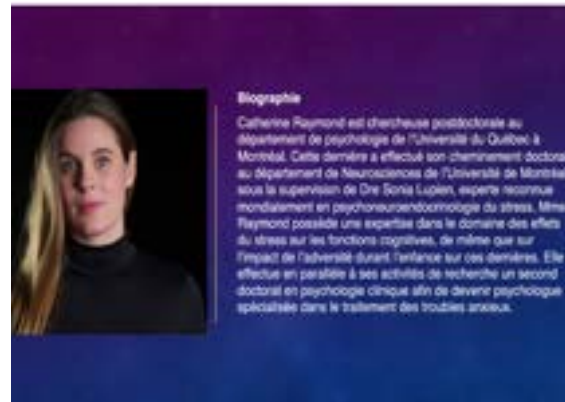 Biographie
Catherine Raymond est chercheuse postdoctorale au
département de psychologie de l'Université du Québec à
Montréal. Cette dernière a effectué son cheminement doctoral
au département de Neurosciences de l'Université de Montréal
sous la supervision de Dre Sonia Lupien, experte reconnue
mondialement en psychoneuroendocrinologie du stress. Mme
Raymond possède une expertise dans le domaine des effets
du stress sur les fonctions cognitives, de même que sur
l'impact de l'adversité durant l'enfance sur ces dernières. Elle
effectue en parallèle à ses activités de recherche un second
doctorat en psychologie clinique afin de devenir psychologue
spécialisée dans le traitement des troubles anxieux.